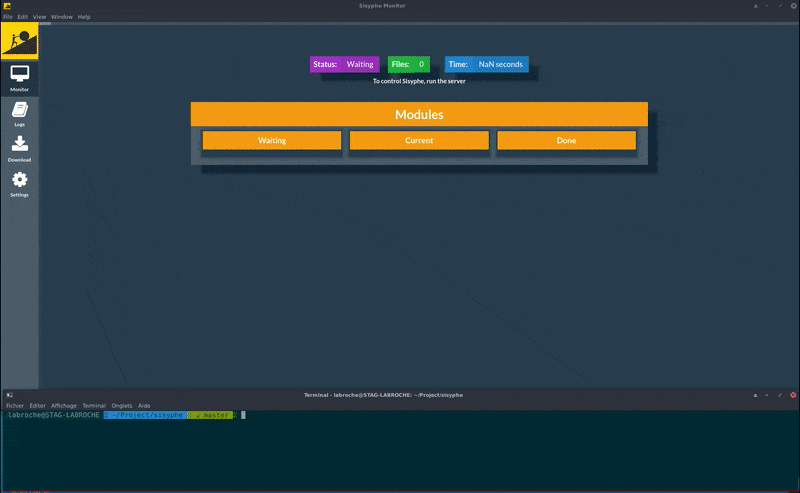 Sisyphe Monitor
File Edit View Window Help
Status: Waiting Files: 0 Time: NaN seconds
To control Sisyphe, run the server
Monitor
Logs
Download
Settings
Modules
Waiting Current Done
Terminal - labroche@STAG-LABROCHE: ~/Project/sisyphe
Fichier Editer Affichage Terminal Onglets Aide
labroche@STAG-LABROCHE ~/Project/sisyphe master